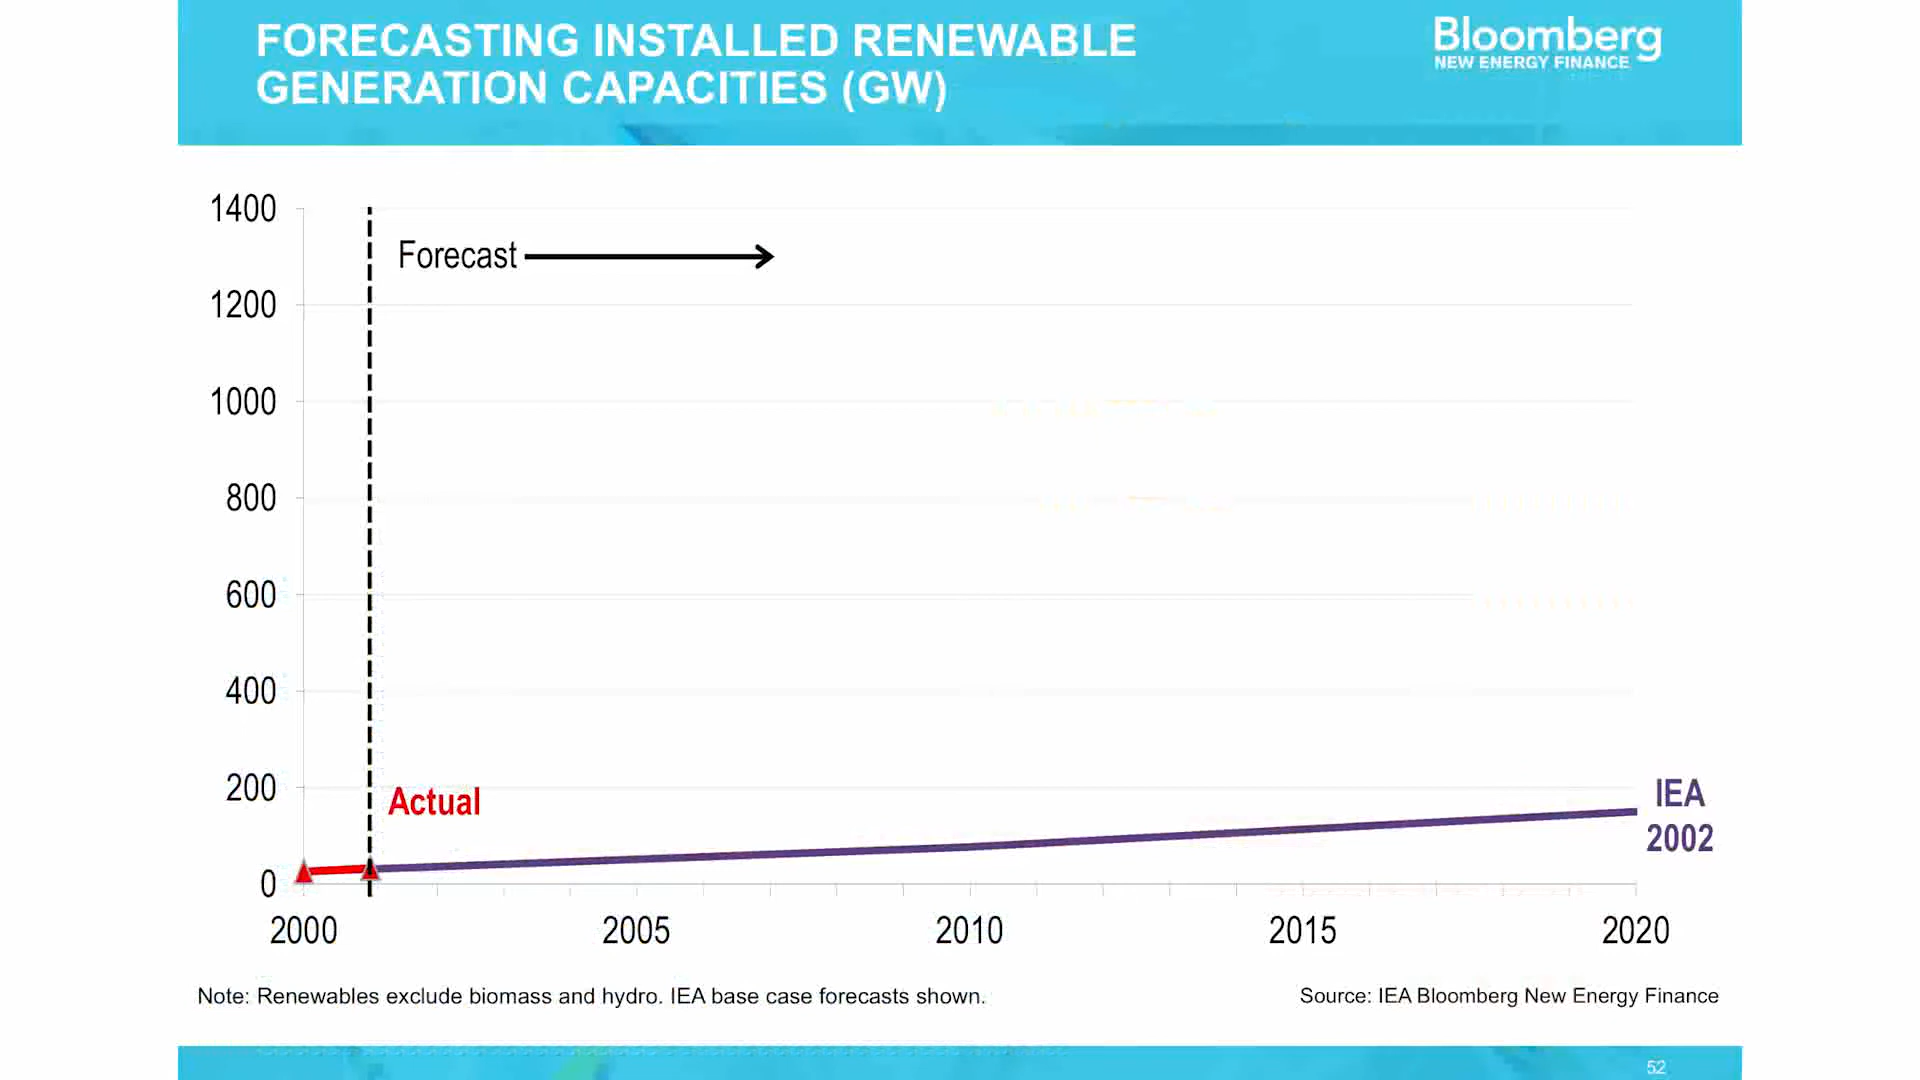 FORECASTING INSTALLED RENEWABLE
GENERATION CAPACITIES (GW)
Bloomberg
NEW ENERGY FINANCE
1400
Forecast
1200
1000
800
600
400
200
Actual
IEA
2002
0
2000
2005
2010
2015
2020
Note: Renewables exclude biomass and hydro. IEA base case forecasts shown.
Source: IEA Bloomberg New Energy Finance
52